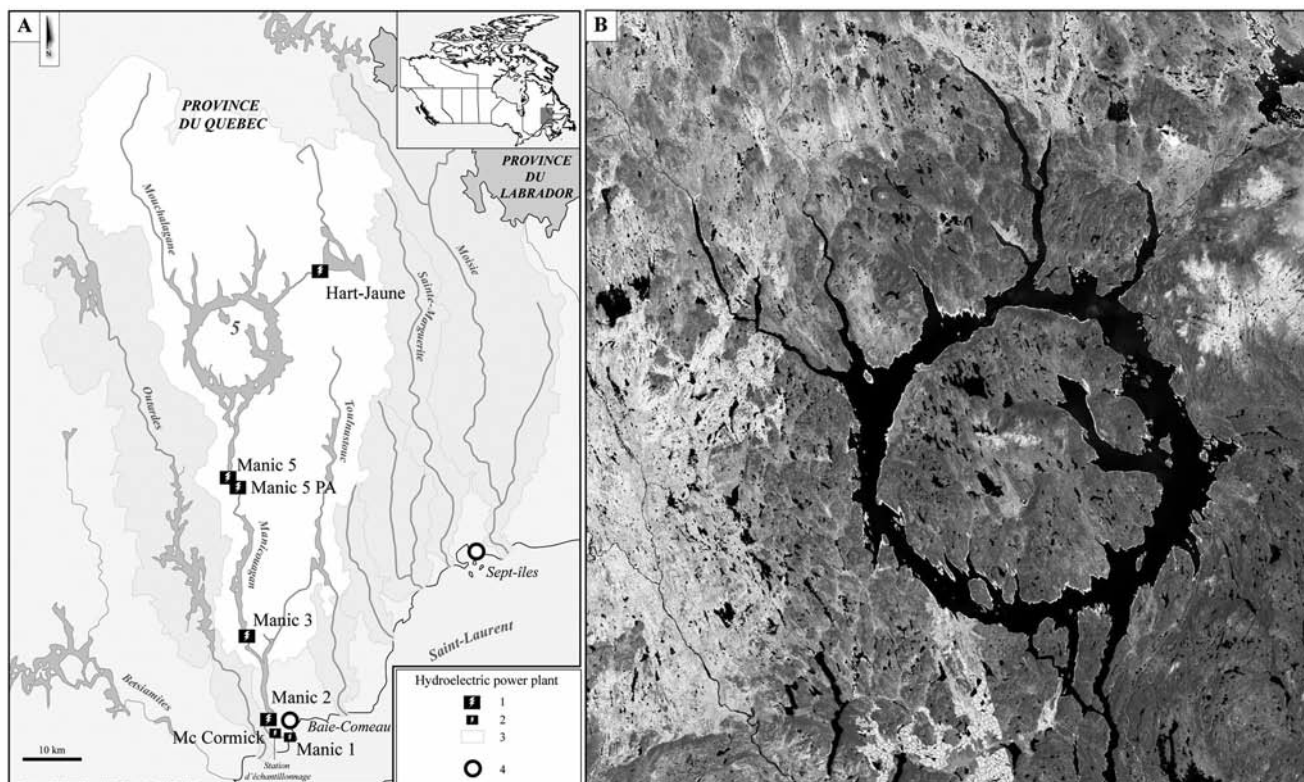 A
PROVINCE
DU QUEBEC
PROVINCE
DU
LABRADOR
Mouchalagane
Hart-Jaune
5
Sainte-Marguerite
Moisie
Outardes
Toulnustouc
Manic 5
Manic 5 PA
Manicouagan
Sept-îles
Manic 3
Saint-Laurent
Betsiamites
Manic 2
Baie-Comeau
Mc Cormick
Manic 1
Station
d'échantillonnage
10 km
Hydroelectric power plant
1
2
3
4
B